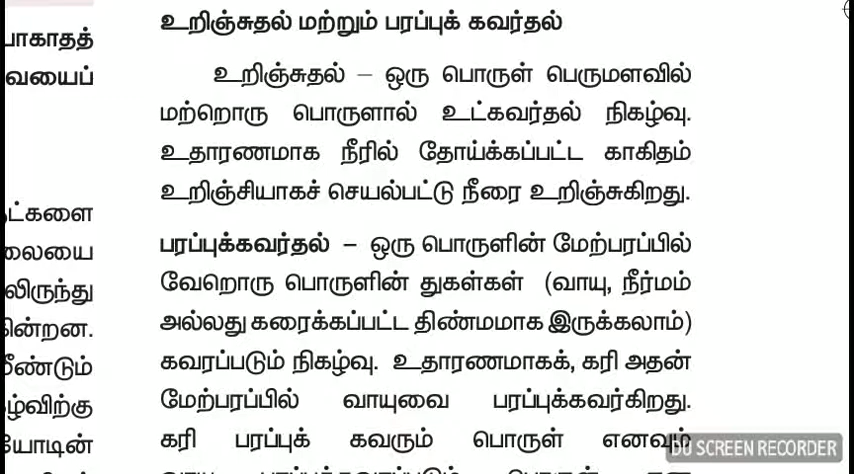 உறிஞ்சுதல் மற்றும் பரப்புக் கவர்தல்
உறிஞ்சுதல் – ஒரு பொருள் பெருமளவில்
மற்றொரு பொருளால் உட்கவர்தல் நிகழ்வு.
உதாரணமாக நீரில் தோய்க்கப்பட்ட காகிதம்
உறிஞ்சியாகச் செயல்பட்டு நீரை உறிஞ்சுகிறது.
பரப்புக்கவர்தல் – ஒரு பொருளின் மேற்பரப்பில்
வேறொரு பொருளின் துகள்கள் (வாயு, நீர்மம்
அல்லது கரைக்கப்பட்ட திண்மமாக இருக்கலாம்)
கவரப்படும் நிகழ்வு. உதாரணமாகக், கரி அதன்
மேற்பரப்பில் வாயுவை பரப்புக்கவர்கிறது.
கரி பரப்புக் கவரும் பொருள் எனவும்
DU SCREEN RECORDER